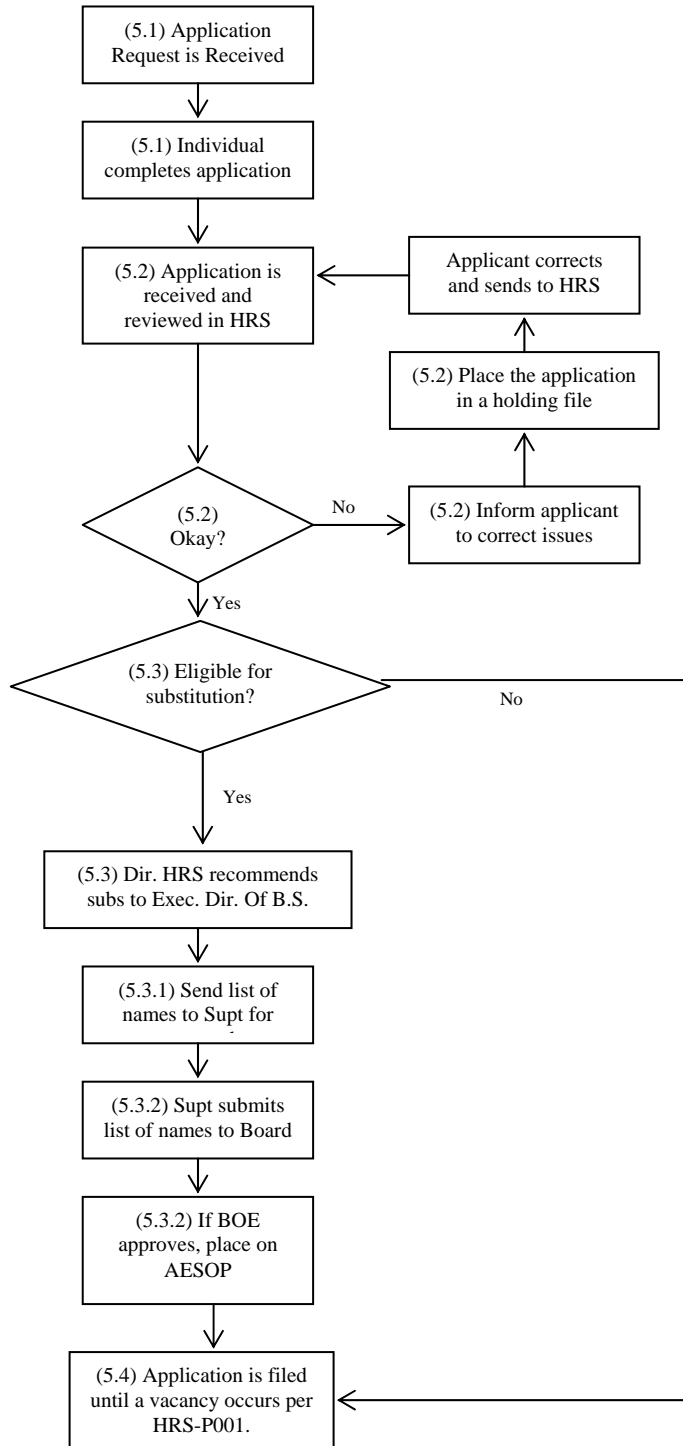 (5.1) Application
Request is Received
(5.1) Individual
completes application
(5.2) Application is
received and
reviewed in HRS
Applicant corrects
and sends to HRS
(5.2) Place the application
in a holding file
(5.2)
Okay?
No
(5.2) Inform applicant
to correct issues
Yes
(5.3) Eligible for
substitution?
No
Yes
(5.3) Dir. HRS recommends
subs to Exec. Dir. Of B.S.
(5.3.1) Send list of
names to Supt for
(5.3.2) Supt submits
list of names to Board
(5.3.2) If BOE
approves, place on
AESOP
(5.4) Application is filed
until a vacancy occurs per
HRS-P001.